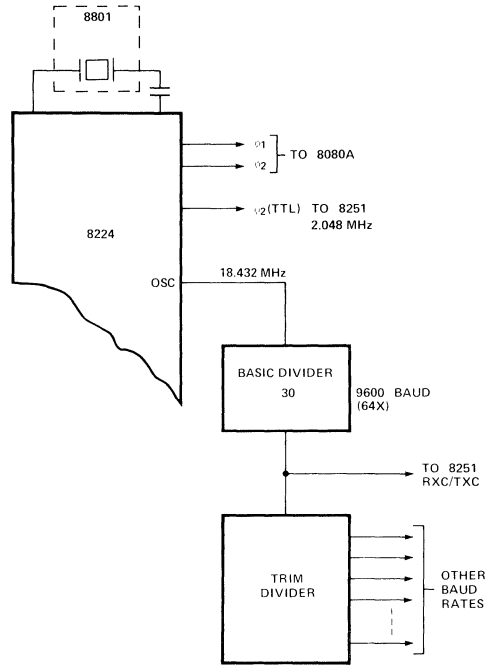 8801
φ1
φ2
TO 8080A
φ2 (TTL) TO 8251
2.048 MHz
8224
OSC
18.432 MHz
BASIC DIVIDER
30
9600 BAUD
(64X)
TO 8251
RXC/TXC
TRIM
DIVIDER
OTHER
BAUD
RATES